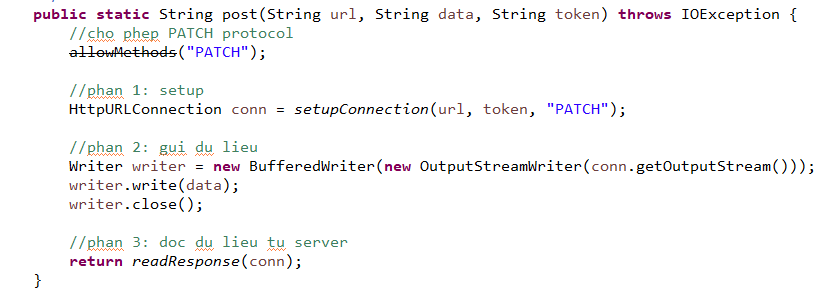 public static String post(String url, String data, String token) throws IOException {
//cho phep PATCH protocol
allowMethods("PATCH");
//phan 1: setup
HttpURLConnection conn = setupConnection(url, token, "PATCH");
//phan 2: gui du lieu
Writer writer = new BufferedWriter(new OutputStreamWriter(conn.getOutputStream()));
writer.write(data);
writer.close();
//phan 3: doc du lieu tu server
return readResponse(conn);
}